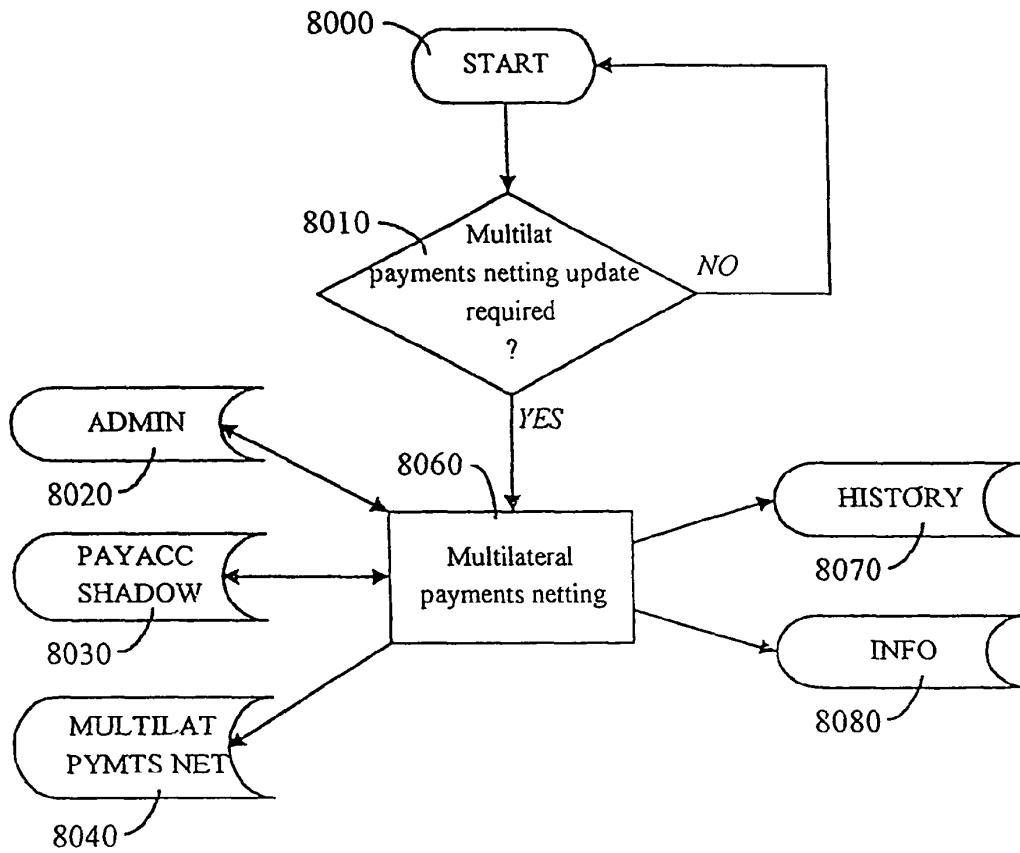 8000
START
8010
Multilat
payments netting update
required
?
NO
YES
ADMIN
8020
8060
HISTORY
8070
PAYACC
SHADOW
8030
Multilateral
payments netting
INFO
8080
MULTILAT
PYMTS NET
8040